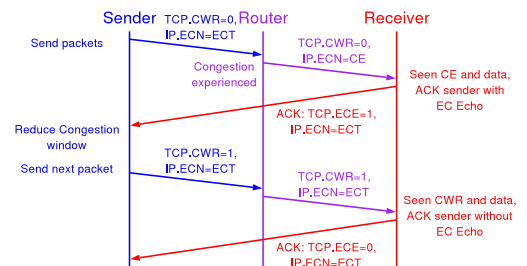 Sender
Router
Receiver
TCP.CWR=0,
IP.ECN=ECT
Send packets
TCP.CWR=0,
IP.ECN=CE
Congestion
experienced
Seen CE and data,
ACK sender with
EC Echo
ACK: TCP.ECE=1,
IP.ECN=ECT
Reduce Congestion
window
TCP.CWR=1,
IP.ECN=ECT
Send next packet
TCP.CWR=1,
IP.ECN=ECT
Seen CWR and data,
ACK sender without
EC Echo
ACK: TCP.ECE=0,
IP.ECN=ECT